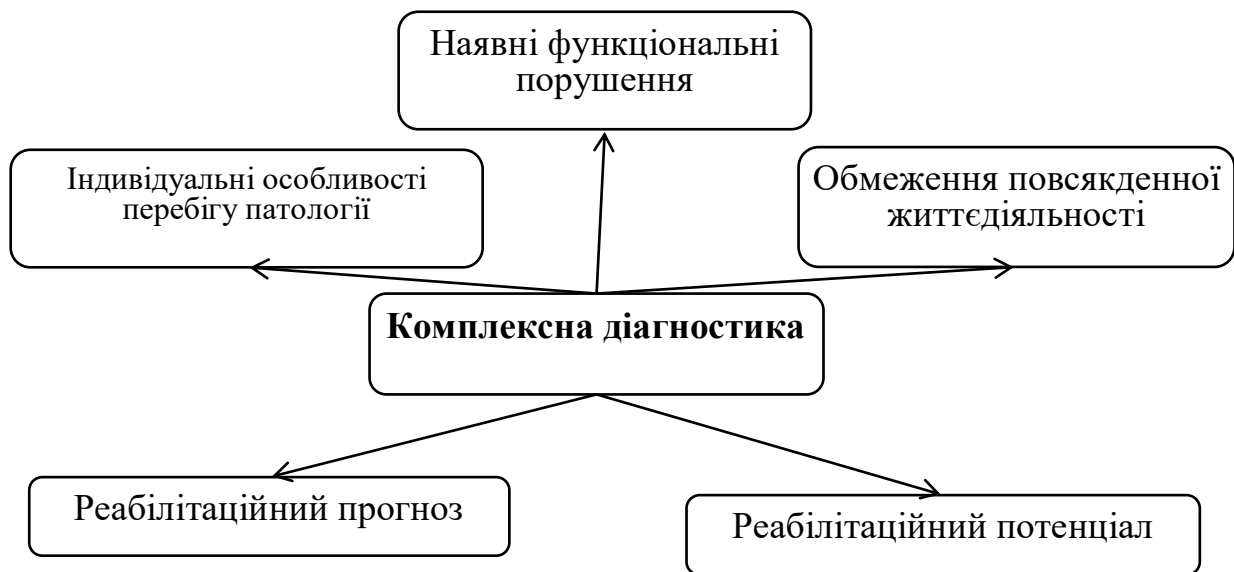 Наявні функціональні
порушення
Індивідуальні особливості
перебігу патології
Обмеження повсякденної
життєдіяльності
Комплексна діагностика
Реабілітаційний прогноз
Реабілітаційний потенціал